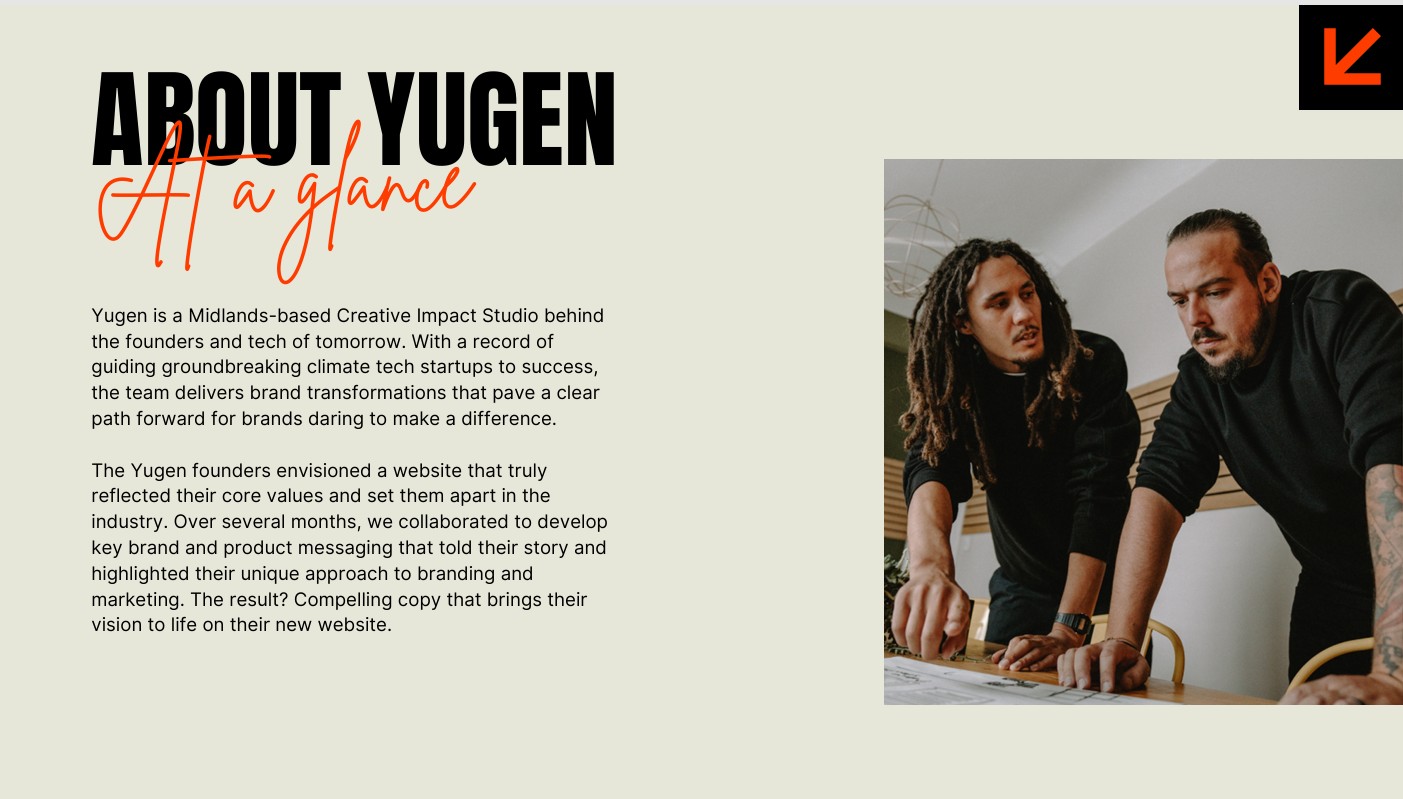 ABOUT YUGEN
At a glance
Yugen is a Midlands-based Creative Impact Studio behind
the founders and tech of tomorrow. With a record of
guiding groundbreaking climate tech startups to success,
the team delivers brand transformations that pave a clear
path forward for brands daring to make a difference.
The Yugen founders envisioned a website that truly
reflected their core values and set them apart in the
industry. Over several months, we collaborated to develop
key brand and product messaging that told their story and
highlighted their unique approach to branding and
marketing. The result? Compelling copy that brings their
vision to life on their new website.